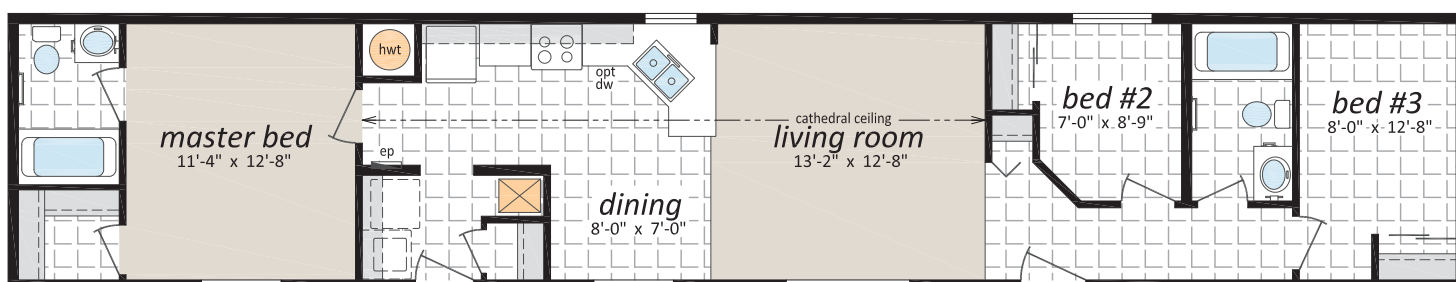 hwt
opt
dw
cathedral ceiling
master bed
11'-4" x 12'-8"
living room
13'-2" x 12'-8"
bed #2
7'-0" x 8'-9"
bed #3
8'-0" x 12'-8"
ep
dining
8'-0" x 7'-0"